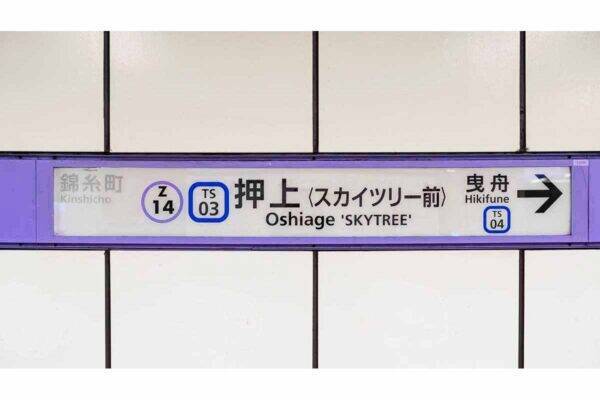 錦糸町
Kinshicho
Z
14
TS
03
押上〈スカイツリー前〉
Oshiage 'SKYTREE'
曳舟
Hikifune
TS
04